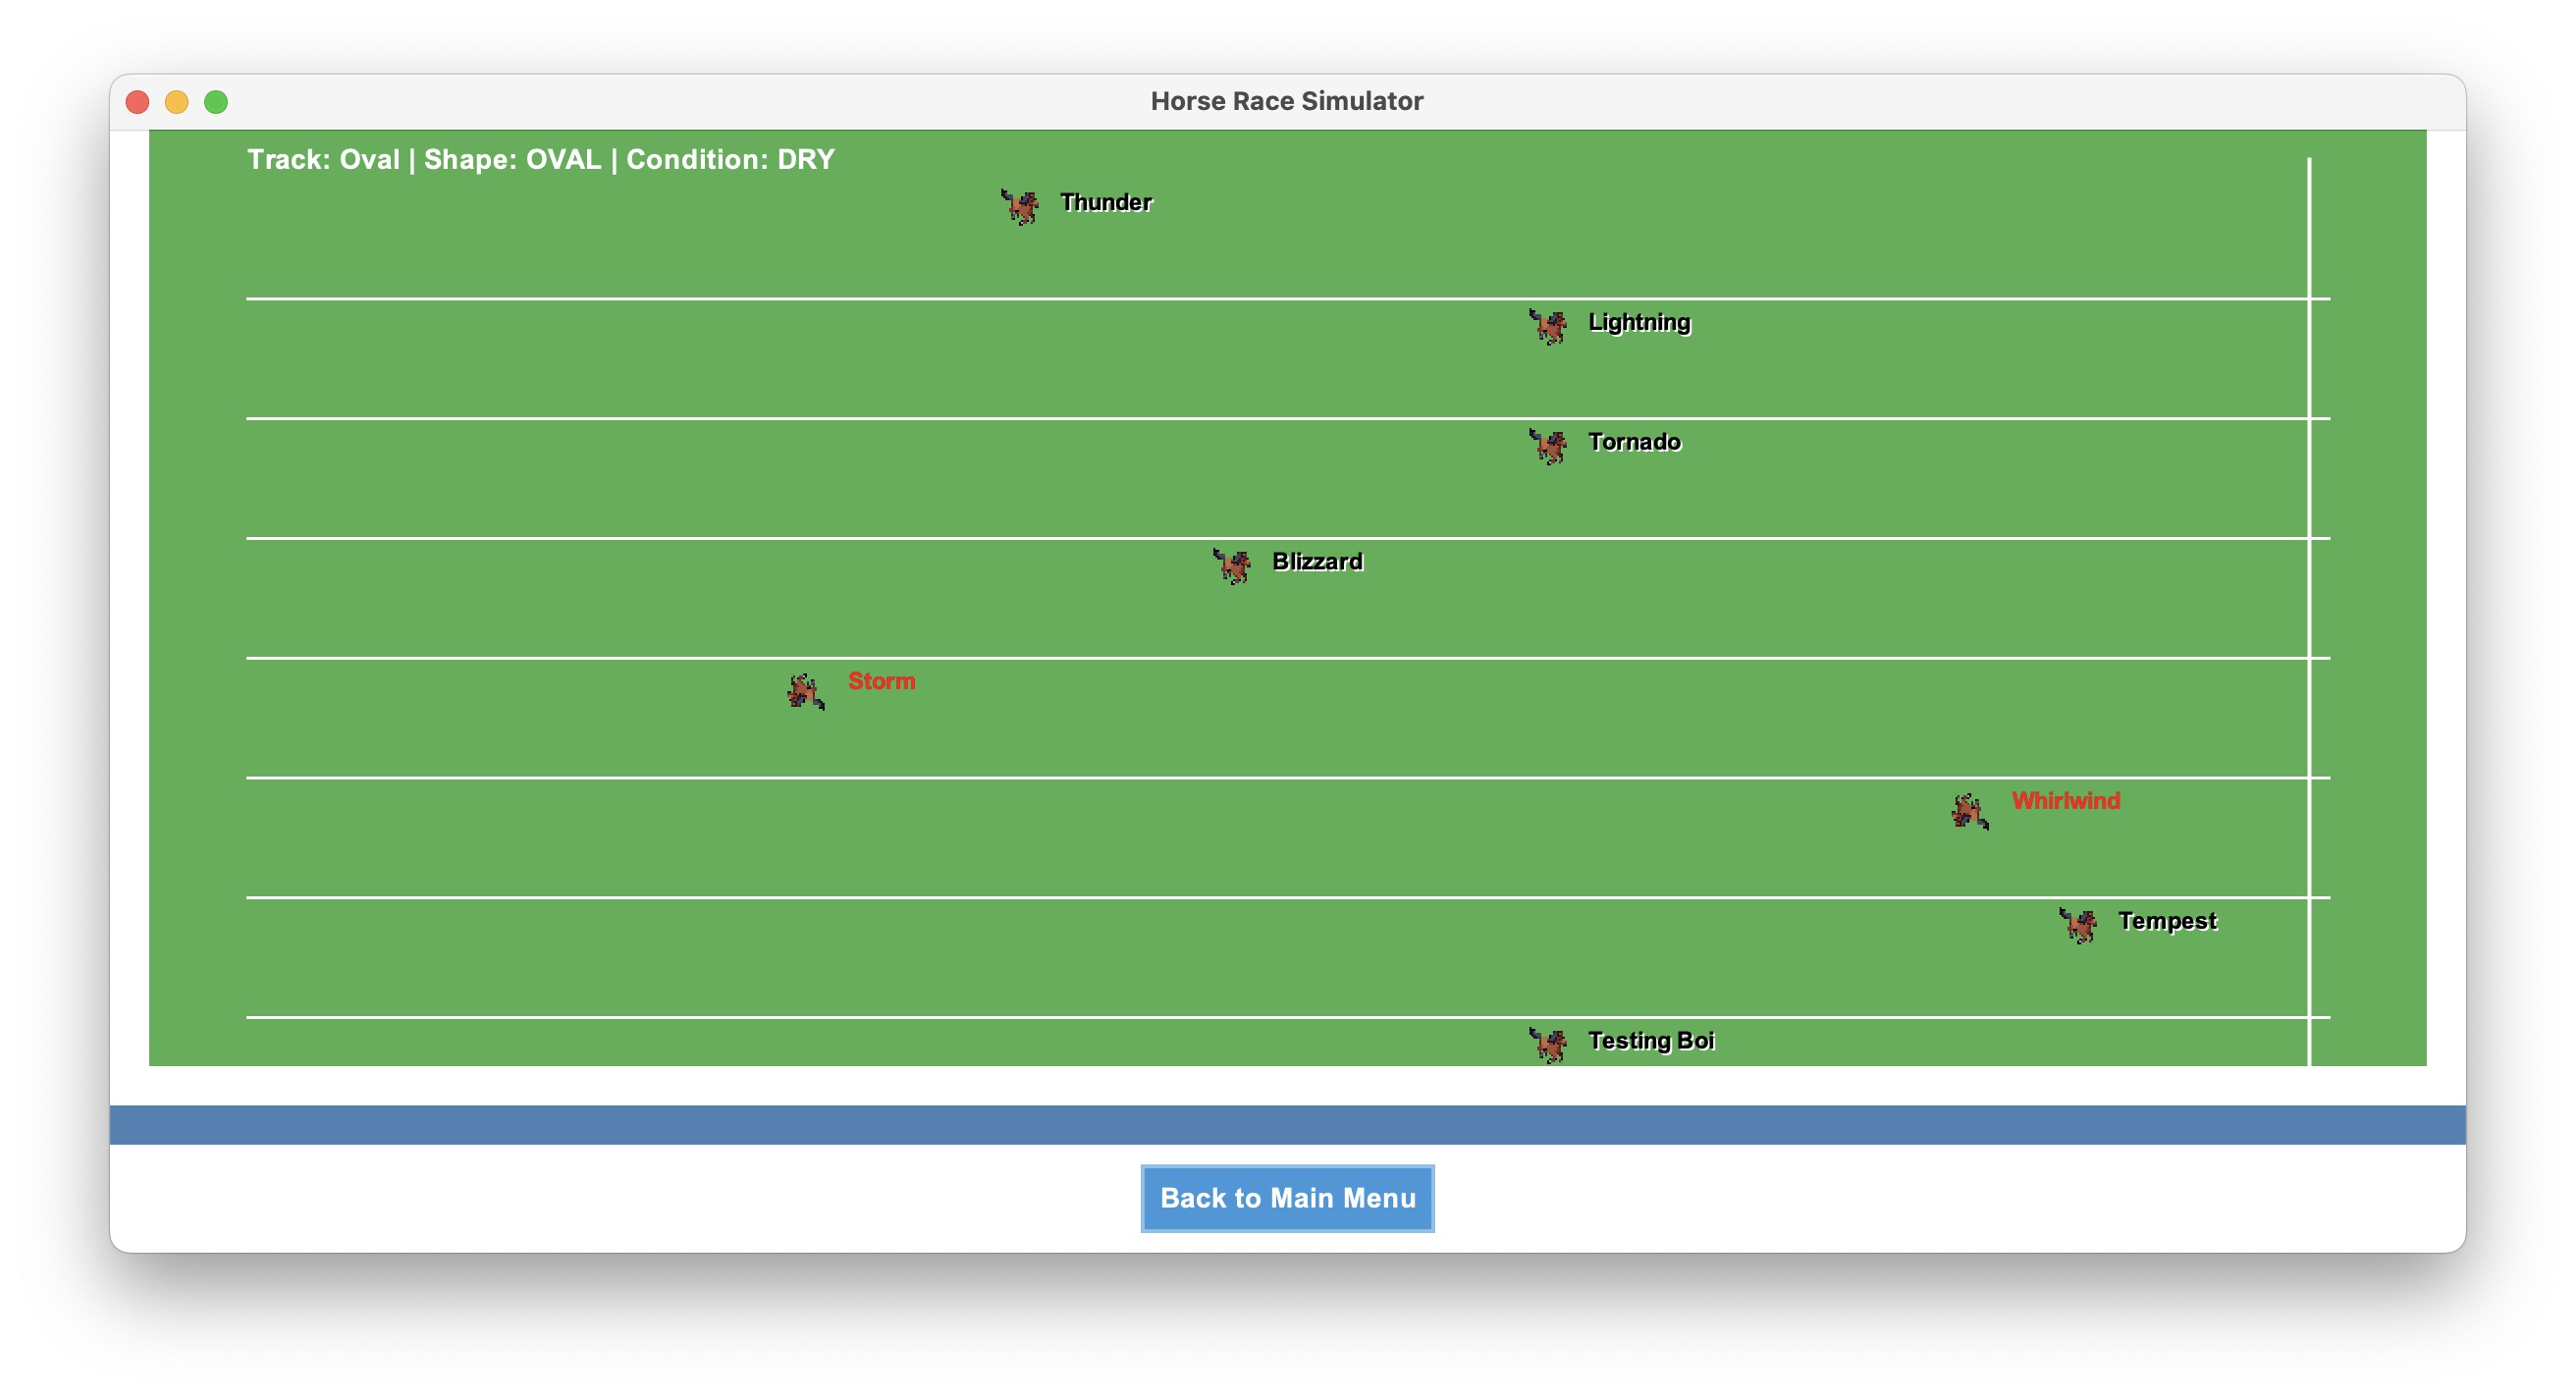 Horse Race Simulator
Track: Oval | Shape: OVAL | Condition: DRY
Thunder
Lightning
Tornado
Blizzard
Storm
Whirlwind
Tempest
Testing Boi
Back to Main Menu